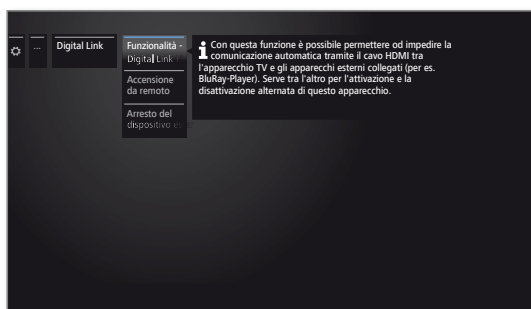 ...
Digital Link
Funzionalità -
Digital Link
Accensione
da remoto
Arresto del
dispositivo es
i Con questa funzione è possibile permettere od impedire la
comunicazione automatica tramite il cavo HDMI tra
l'apparecchio TV e gli apparecchi esterni collegati (per es.
BluRay-Player). Serve tra l'altro per l'attivazione e la
disattivazione alternata di questo apparecchio.